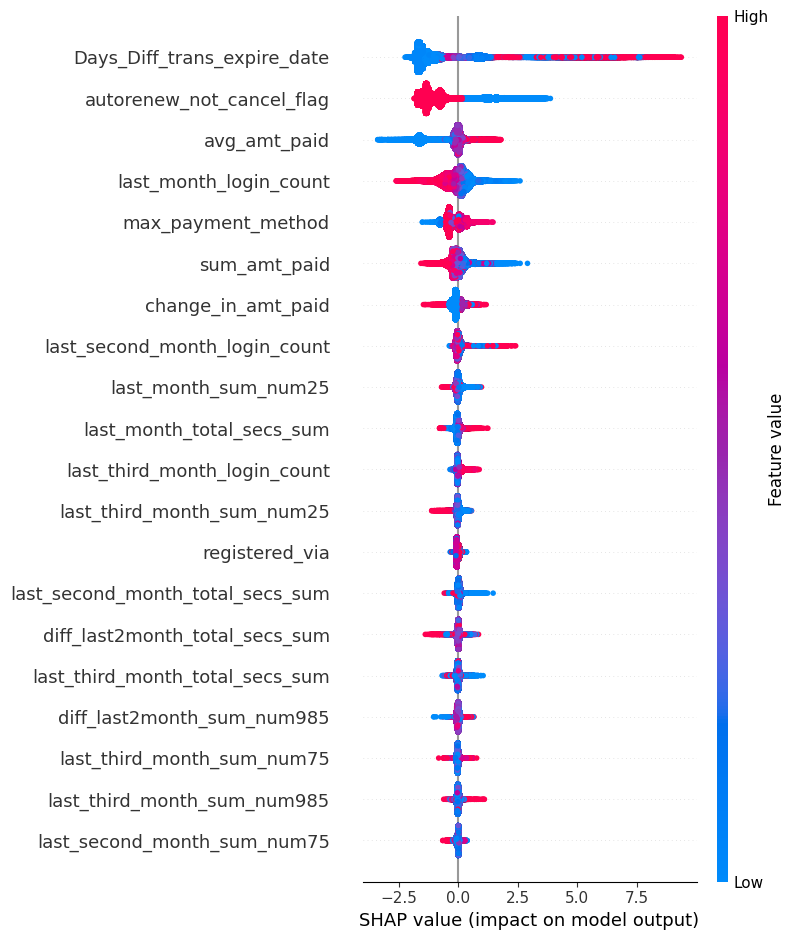 High
Days_Diff_trans_expire_date
autorenew_not_cancel_flag
avg_amt_paid
last_month_login_count
max_payment_method
sum_amt_paid
change_in_amt_paid
last_second_month_login_count
last_month_sum_num25
last_month_total_secs_sum
last_third_month_login_count
last_third_month_sum_num25
registered_via
last_second_month_total_secs_sum
diff_last2month_total_secs_sum
last_third_month_total_secs_sum
diff_last2month_sum_num985
last_third_month_sum_num75
last_third_month_sum_num985
last_second_month_sum_num75
Feature value
Low
−2.5 0.0 2.5 5.0 7.5
SHAP value (impact on model output)